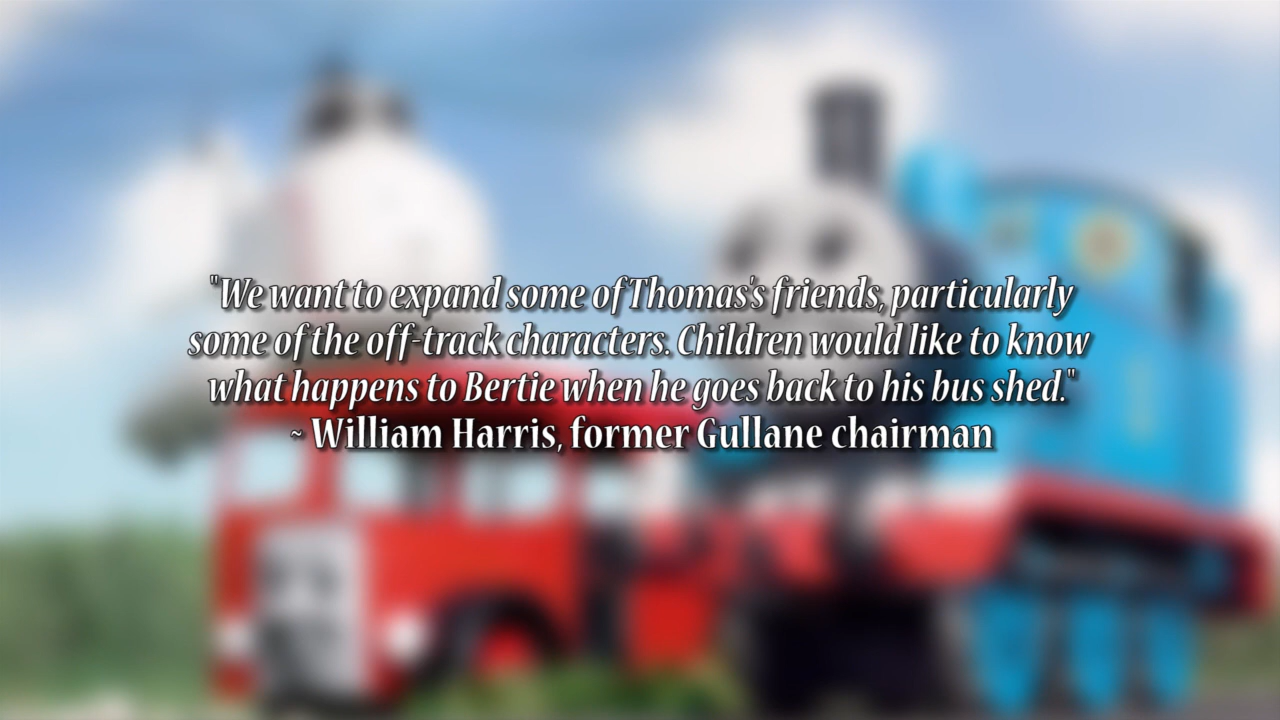 "We want to expand some of Thomas's friends, particularly
some of the off-track characters. Children would like to know
what happens to Bertie when he goes back to his bus shed."
~ William Harris, former Gullane chairman